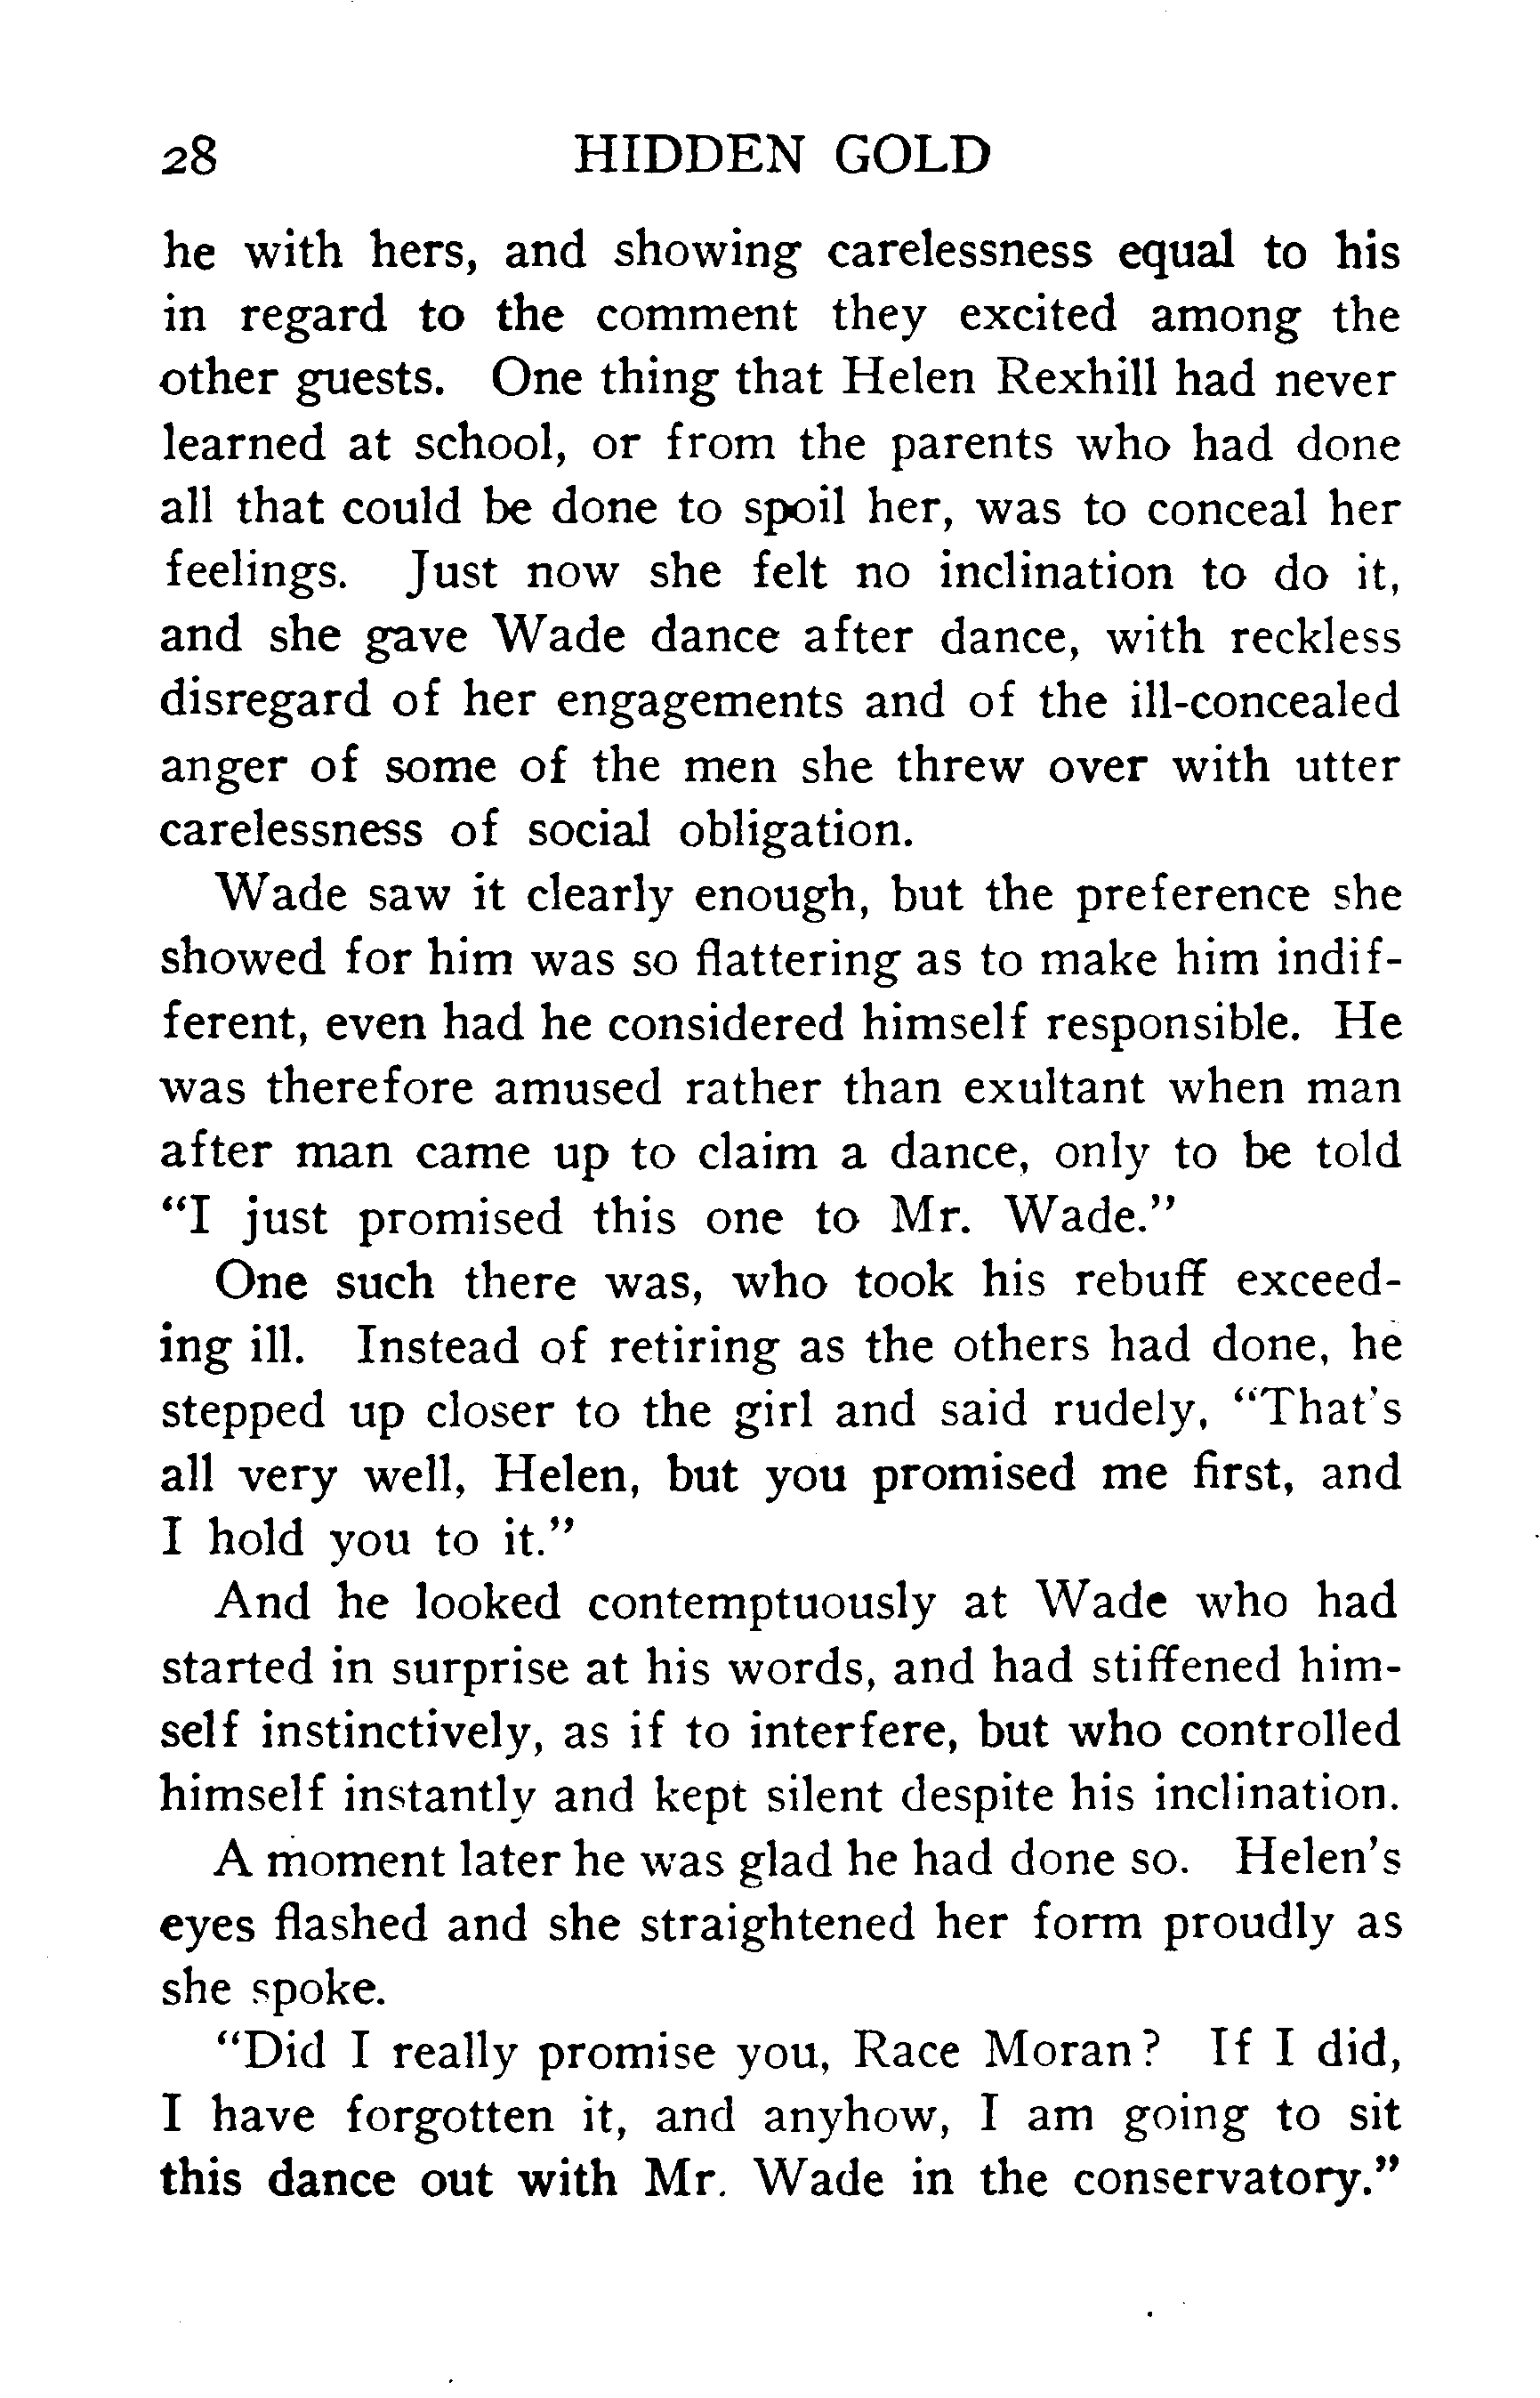 28 HIDDEN GOLD
he with hers, and showing carelessness equal to his
in regard to the comment they excited among the
other guests. One thing that Helen Rexhill had never
learned at school, or from the parents who had done
all that could be done to spoil her, was to conceal her
feelings. Just now she felt no inclination to do it,
and she gave Wade dance after dance, with reckless
disregard of her engagements and of the ill-concealed
anger of some of the men she threw over with utter
carelessness of social obligation.
Wade saw it clearly enough, but the preference she
showed for him was so flattering as to make him indif-
ferent, even had he considered himself responsible. He
was therefore amused rather than exultant when man
after man came up to claim a dance, only to be told
"I just promised this one to Mr. Wade."
One such there was, who took his rebuff exceed-
ing ill. Instead of retiring as the others had done, he
stepped up closer to the girl and said rudely, "That's
all very well, Helen, but you promised me first, and
I hold you to it."
And he looked contemptuously at Wade who had
started in surprise at his words, and had stiffened him-
self instinctively, as if to interfere, but who controlled
himself instantly and kept silent despite his inclination.
A moment later he was glad he had done so. Helen's
eyes flashed and she straightened her form proudly as
she spoke.
"Did I really promise you, Race Moran? If I did,
I have forgotten it, and anyhow, I am going to sit
this dance out with Mr. Wade in the conservatory."